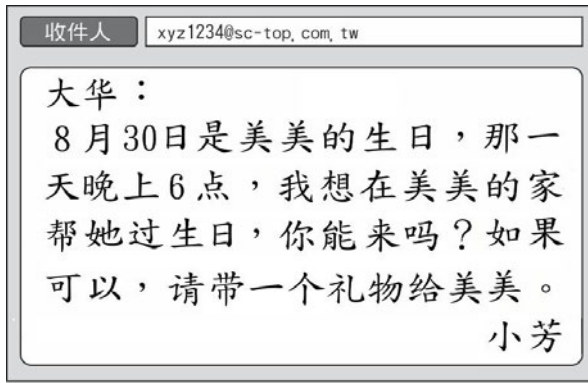 收件人
xyz1234@sc-top.com.tw
大华：
8月30日是美美的生日，那一
天晚上6点，我想在美美的家
帮她过生日，你能来吗？如果
可以，请带一个礼物给美美。
小芳